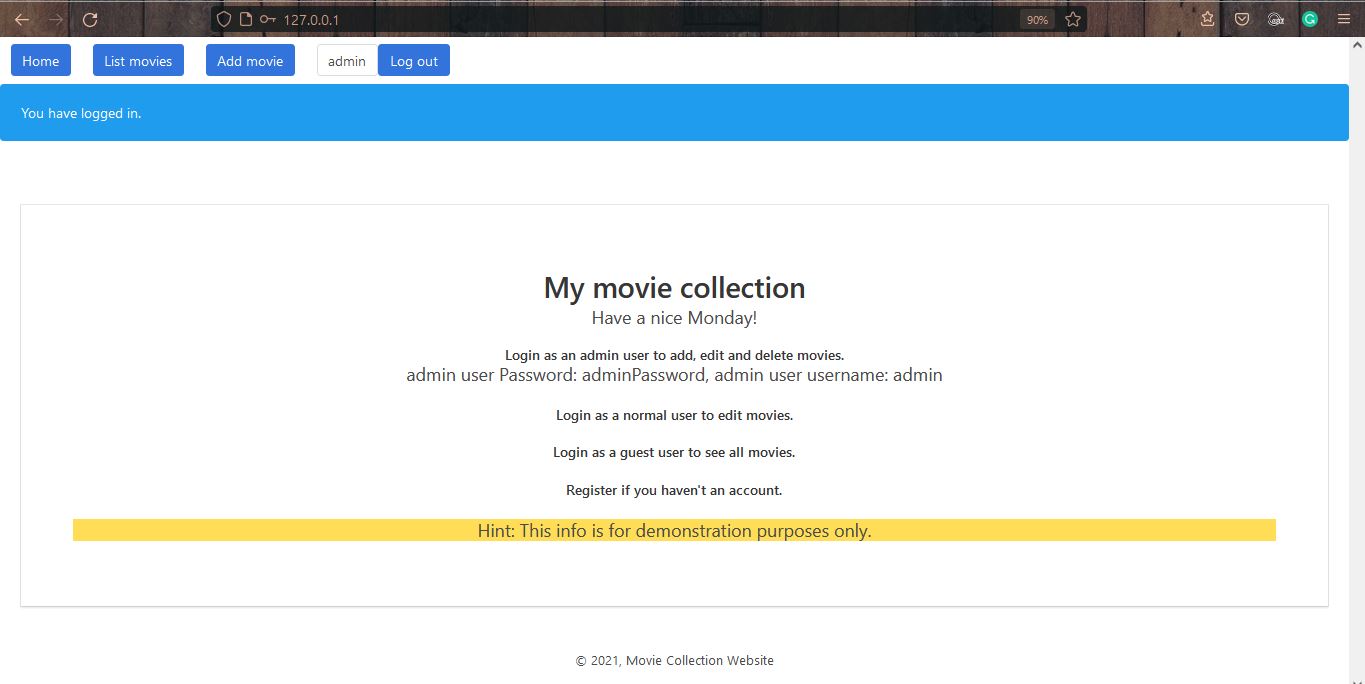 127.0.0.1
90%
Home List movies Add movie admin Log out
You have logged in.
My movie collection
Have a nice Monday!
Login as an admin user to add, edit and delete movies.
admin user Password: adminPassword, admin user username: admin
Login as a normal user to edit movies.
Login as a guest user to see all movies.
Register if you haven't an account.
Hint: This info is for demonstration purposes only.
© 2021, Movie Collection Website